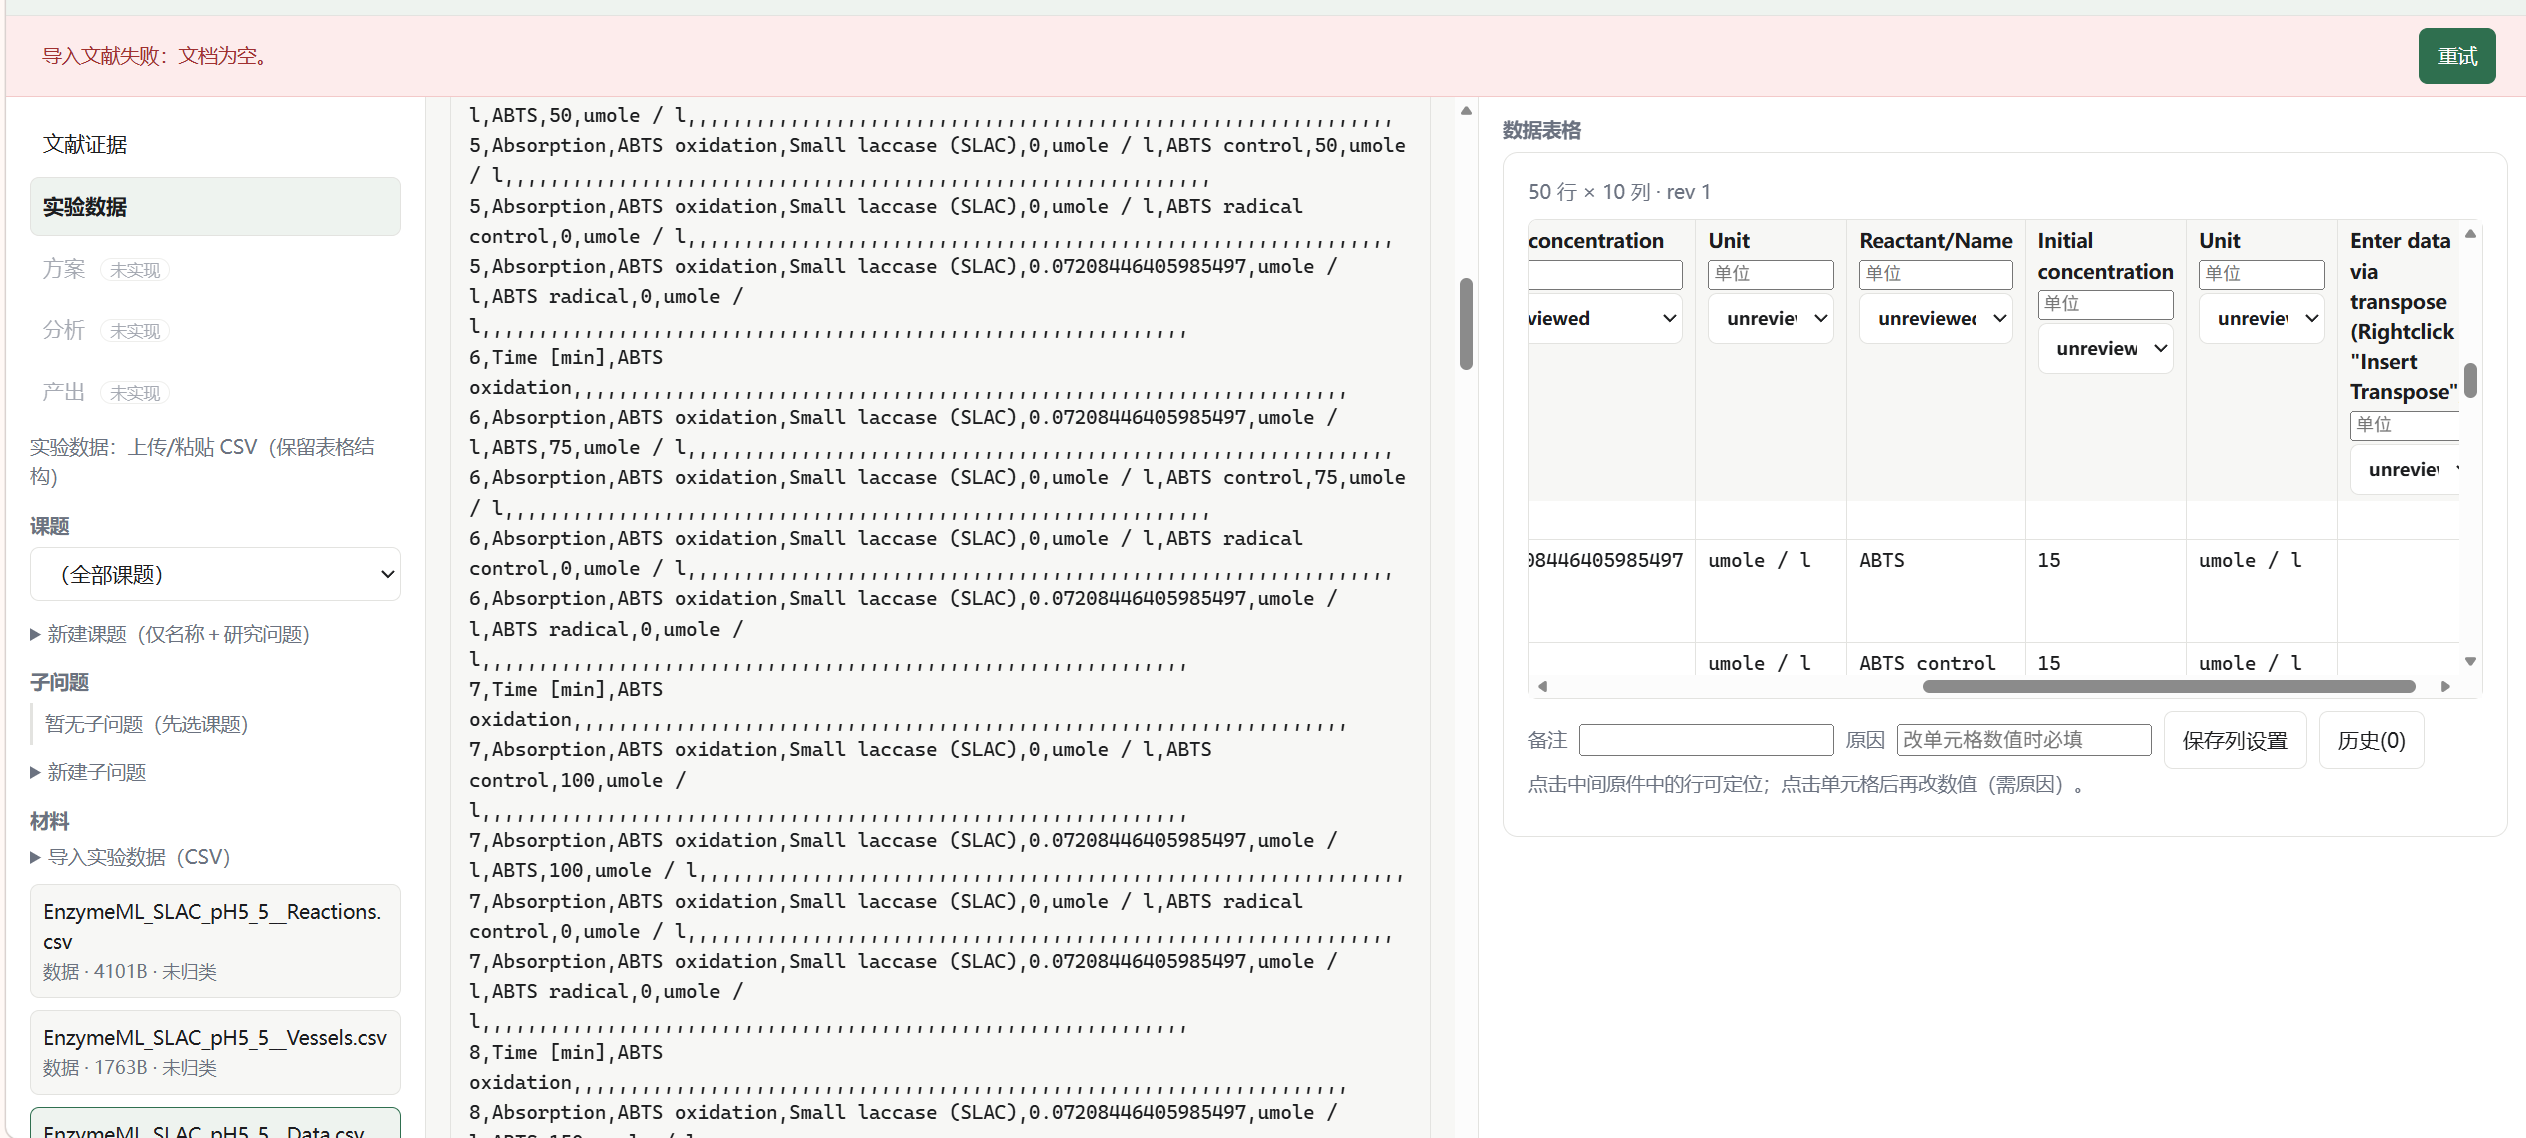 导入文献失败：文档为空。
重试
文献证据
实验数据
方案 未实现
分析 未实现
产出 未实现
实验数据：上传/粘贴 CSV（保留表格结
构）
课题
（全部课题）
新建课题（仅名称 + 研究问题）
子问题
暂无子问题（先选课题）
新建子问题
材料
导入实验数据（CSV）
EnzymeML_SLAC_pH5_5__Reactions.
csv
数据 · 4101B · 未归类
EnzymeML_SLAC_pH5_5__Vessels.csv
数据 · 1763B · 未归类
EnzymeML_SLAC_pH5_5__Data.csv
l,ABTS,50,umole / l,,,,,,,,,,,,,,,,,,,,,,,,,,,,,,,,,,,,,,,,,,,,,,,,,,,,,,,,,,,,,,
5,Absorption,ABTS oxidation,Small laccase (SLAC),0,umole / l,ABTS control,50,umole
/ l,,,,,,,,,,,,,,,,,,,,,,,,,,,,,,,,,,,,,,,,,,,,,,,,,,,,,,,,,,,,,,
5,Absorption,ABTS oxidation,Small laccase (SLAC),0,umole / l,ABTS radical
control,0,umole / l,,,,,,,,,,,,,,,,,,,,,,,,,,,,,,,,,,,,,,,,,,,,,,,,,,,,,,,,,,,,,,
5,Absorption,ABTS oxidation,Small laccase (SLAC),0.07208446405985497,umole /
l,ABTS radical,0,umole /
l,,,,,,,,,,,,,,,,,,,,,,,,,,,,,,,,,,,,,,,,,,,,,,,,,,,,,,,,,,,,,,
6,Time [min],ABTS
oxidation,,,,,,,,,,,,,,,,,,,,,,,,,,,,,,,,,,,,,,,,,,,,,,,,,,,,,,,,,,,,,,,,,,,,
6,Absorption,ABTS oxidation,Small laccase (SLAC),0.07208446405985497,umole /
l,ABTS,75,umole / l,,,,,,,,,,,,,,,,,,,,,,,,,,,,,,,,,,,,,,,,,,,,,,,,,,,,,,,,,,,,,,
6,Absorption,ABTS oxidation,Small laccase (SLAC),0,umole / l,ABTS control,75,umole
/ l,,,,,,,,,,,,,,,,,,,,,,,,,,,,,,,,,,,,,,,,,,,,,,,,,,,,,,,,,,,,,,
6,Absorption,ABTS oxidation,Small laccase (SLAC),0,umole / l,ABTS radical
control,0,umole / l,,,,,,,,,,,,,,,,,,,,,,,,,,,,,,,,,,,,,,,,,,,,,,,,,,,,,,,,,,,,,,
6,Absorption,ABTS oxidation,Small laccase (SLAC),0.07208446405985497,umole /
l,ABTS radical,0,umole /
l,,,,,,,,,,,,,,,,,,,,,,,,,,,,,,,,,,,,,,,,,,,,,,,,,,,,,,,,,,,,,,
7,Time [min],ABTS
oxidation,,,,,,,,,,,,,,,,,,,,,,,,,,,,,,,,,,,,,,,,,,,,,,,,,,,,,,,,,,,,,,,,,,,,
7,Absorption,ABTS oxidation,Small laccase (SLAC),0,umole / l,ABTS
control,100,umole /
l,,,,,,,,,,,,,,,,,,,,,,,,,,,,,,,,,,,,,,,,,,,,,,,,,,,,,,,,,,,,,,
7,Absorption,ABTS oxidation,Small laccase (SLAC),0.07208446405985497,umole /
l,ABTS,100,umole / l,,,,,,,,,,,,,,,,,,,,,,,,,,,,,,,,,,,,,,,,,,,,,,,,,,,,,,,,,,,,,,
7,Absorption,ABTS oxidation,Small laccase (SLAC),0,umole / l,ABTS radical
control,0,umole / l,,,,,,,,,,,,,,,,,,,,,,,,,,,,,,,,,,,,,,,,,,,,,,,,,,,,,,,,,,,,,,
7,Absorption,ABTS oxidation,Small laccase (SLAC),0.07208446405985497,umole /
l,ABTS radical,0,umole /
l,,,,,,,,,,,,,,,,,,,,,,,,,,,,,,,,,,,,,,,,,,,,,,,,,,,,,,,,,,,,,,
8,Time [min],ABTS
oxidation,,,,,,,,,,,,,,,,,,,,,,,,,,,,,,,,,,,,,,,,,,,,,,,,,,,,,,,,,,,,,,,,,,,,
8,Absorption,ABTS oxidation,Small laccase (SLAC),0.07208446405985497,umole /
数据表格
50 行 × 10 列 · rev 1
concentration
viewed
Unit
单位
unreview
Reactant/Name
单位
unreviewed
Initial
concentration
单位
unreview
Unit
单位
unreview
Enter data
via
transpose
(Rightclick
"Insert
Transpose"
单位
unreview
08446405985497 umole / l ABTS 15 umole / l
umole / l ABTS control 15 umole / l
备注 原因 改单元格数值时必填 保存列设置 历史(0)
点击中间原件中的行可定位；点击单元格后再改数值（需原因）。